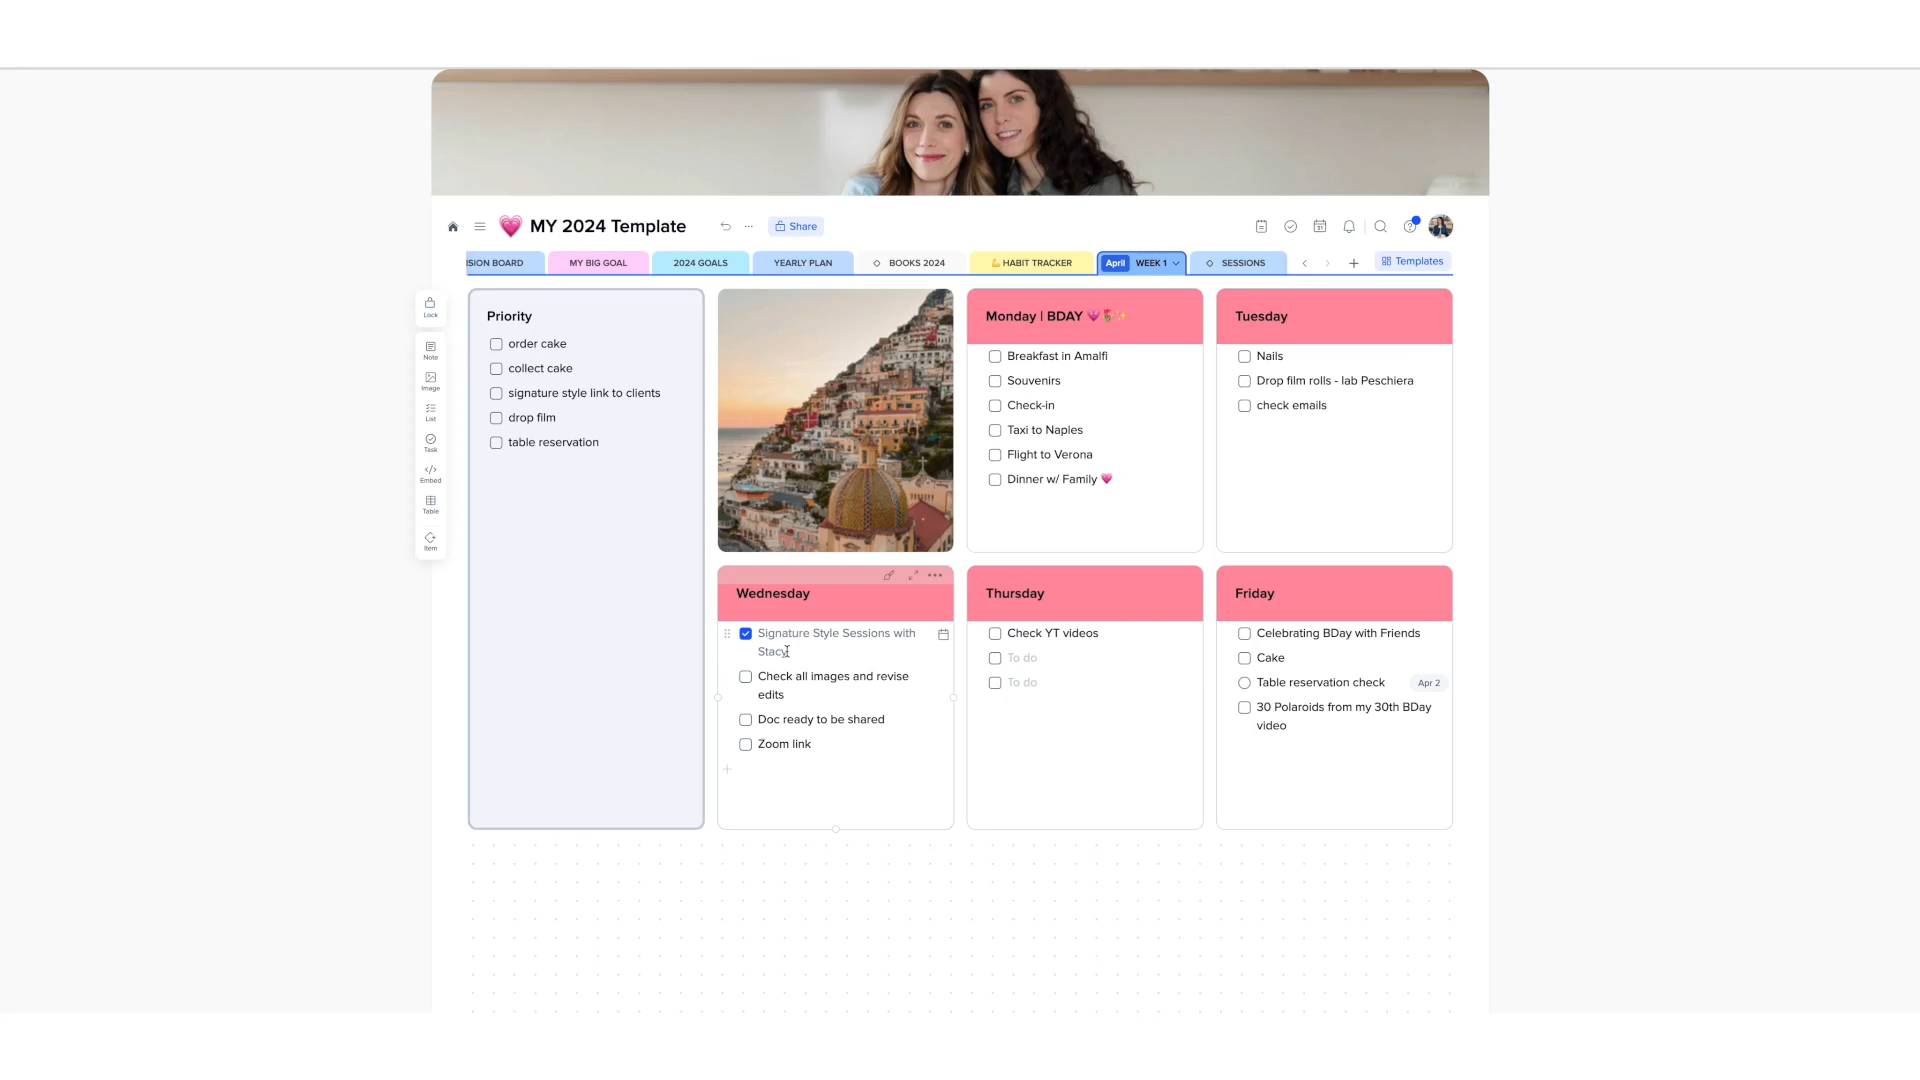 MY 2024 Template
Share
ISION BOARD
MY BIG GOAL
2024 GOALS
YEARLY PLAN
BOOKS 2024
💪 HABIT TRACKER
April WEEK 1
SESSIONS
Templates
Lock
Note
Image
List
Task
Embed
Table
Item
Priority
order cake
collect cake
signature style link to clients
drop film
table reservation
Monday | BDAY 💗🌷✨
Breakfast in Amalfi
Souvenirs
Check-in
Taxi to Naples
Flight to Verona
Dinner w/ Family 💗
Tuesday
Nails
Drop film rolls - lab Peschiera
check emails
Wednesday
Signature Style Sessions with
Stacy
Check all images and revise
edits
Doc ready to be shared
Zoom link
Thursday
Check YT videos
To do
To do
Friday
Celebrating BDay with Friends
Cake
Table reservation check
Apr 2
30 Polaroids from my 30th BDay
video